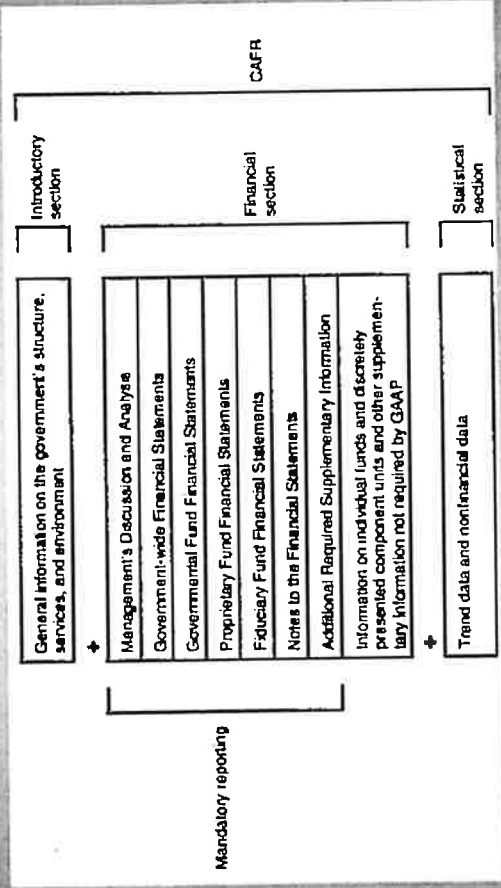 General information on the government's structure,
services, and environment
Introductory
section
+
Mandatory reporting
Management's Discussion and Analysis
Government-wide Financial Statements
Governmental Fund Financial Statements
Proprietary Fund Financial Statements
Fiduciary Fund Financial Statements
Notes to the Financial Statements
Additional Required Supplementary Information
Information on individual funds and discretely
presented component units and other supplemen-
tary information not required by GAAP
Financial
section
+
Trend data and nonfinancial data
Statistical
section
CAFR